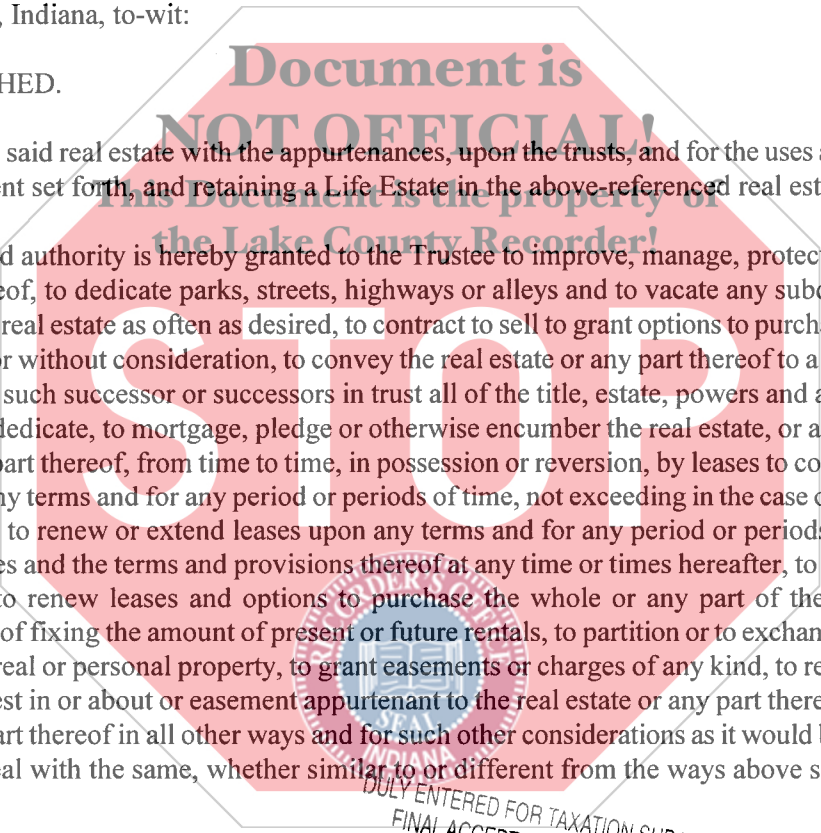 , Indiana, to-wit:
Document is
HED.
NOT OFFICIAL!
said real estate with the appurtenances, upon the trusts, and for the uses
This Document is the property of
ent set forth, and retaining a Life Estate in the above-referenced real est
the Lake County Recorder!
d authority is hereby granted to the Trustee to improve, manage, protec
eof, to dedicate parks, streets, highways or alleys and to vacate any subd
real estate as often as desired, to contract to sell to grant options to purcha
or without consideration, to convey the real estate or any part thereof to a
such successor or successors in trust all of the title, estate, powers and a
dedicate, to mortgage, pledge or otherwise encumber the real estate, or a
part thereof, from time to time, in possession or reversion, by leases to co
ny terms and for any period or periods of time, not exceeding in the case o
to renew or extend leases upon any terms and for any period or periods
es and the terms and provisions thereof at any time or times hereafter, to
to renew leases and options to purchase the whole or any part of the
of fixing the amount of present or future rentals, to partition or to exchan
real or personal property, to grant easements or charges of any kind, to re
est in or about or easement appurtenant to the real estate or any part there
art thereof in all other ways and for such other considerations as it would b
eal with the same, whether similar to or different from the ways above s
STOP
RECORDER'S OFFICE
SEAL
INDIANA
DULY ENTERED FOR TAXATION SUB
FINAL ACCEPT